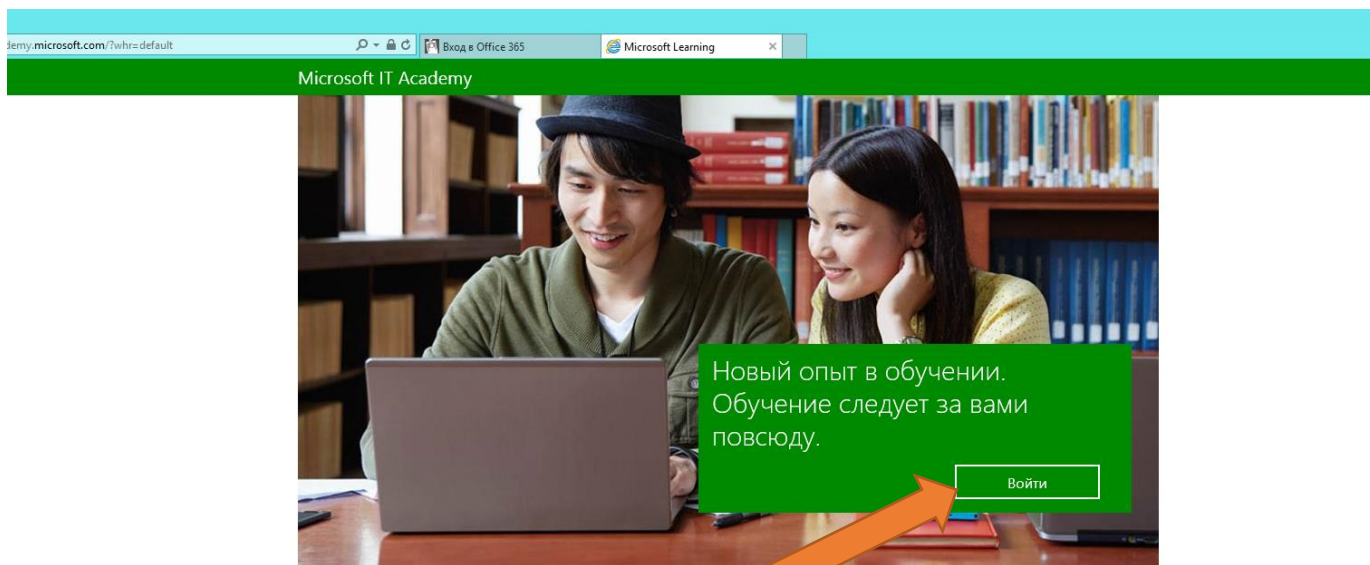 demy.microsoft.com/?whr=default
Вход в Office 365
Microsoft Learning
Microsoft IT Academy
Новый опыт в обучении.
Обучение следует за вами
повсюду.
Войти